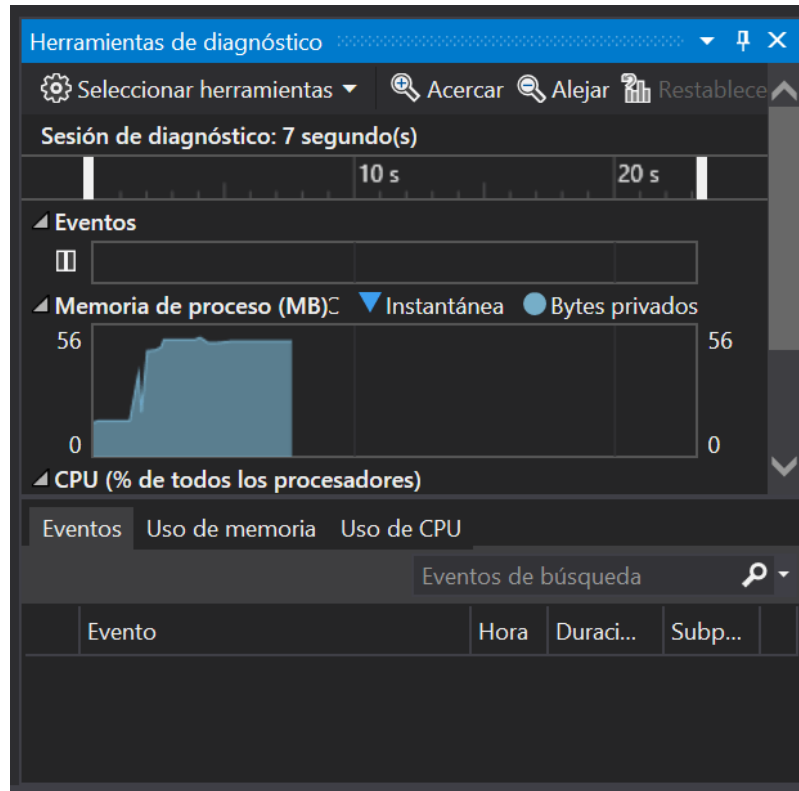 Herramientas de diagnóstico
Seleccionar herramientas Acercar Alejar Restablece
Sesión de diagnóstico: 7 segundo(s)
10 s 20 s
Eventos
Memoria de proceso (MB) Instantánea Bytes privados
56 56
0 0
CPU (% de todos los procesadores)
Eventos Uso de memoria Uso de CPU
Eventos de búsqueda
Evento Hora Duraci... Subp...